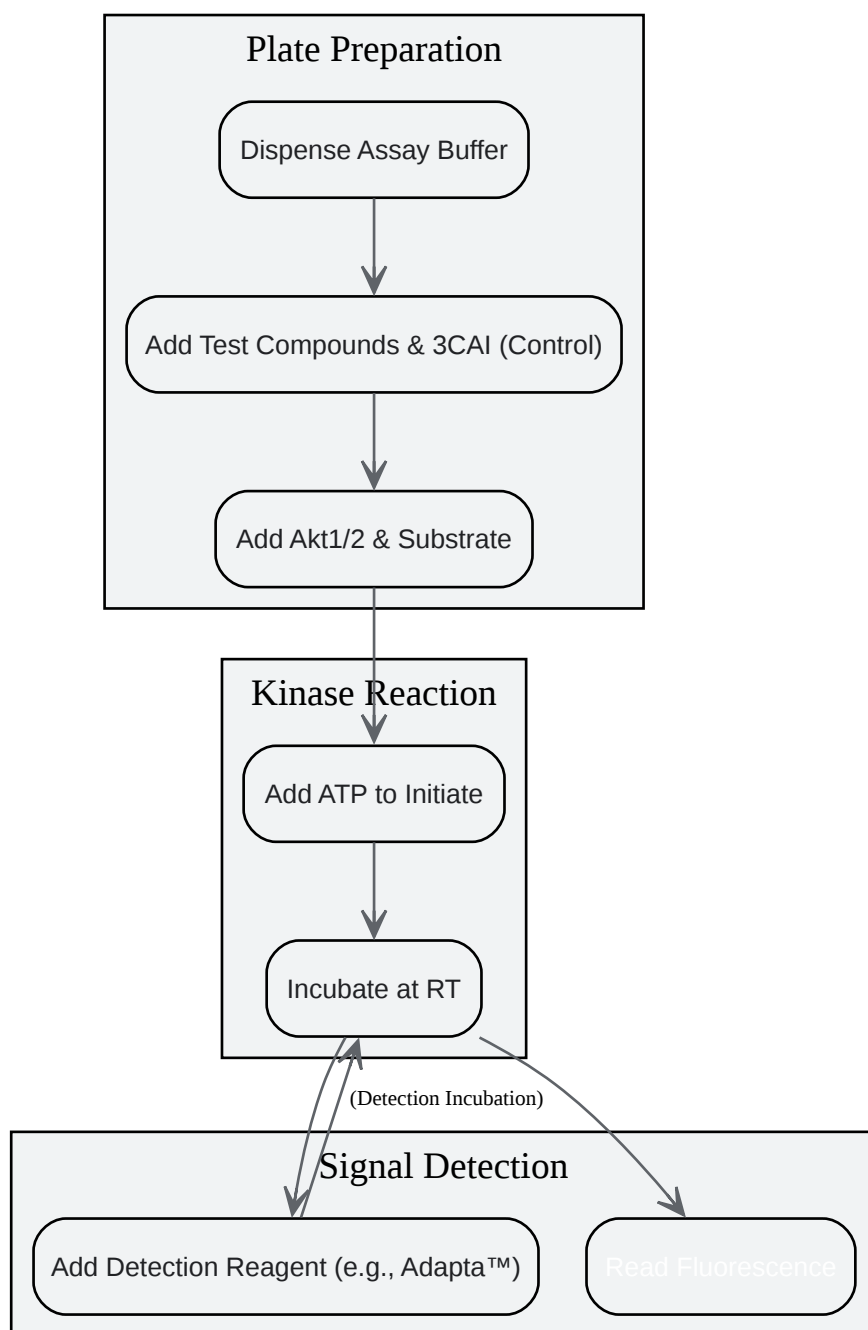 Plate Preparation
Dispense Assay Buffer
Add Test Compounds & 3CAI (Control)
Add Akt1/2 & Substrate
Kinase Reaction
Add ATP to Initiate
Incubate at RT
(Detection Incubation)
Signal Detection
Add Detection Reagent (e.g., Adapta™)
Read Fluorescence